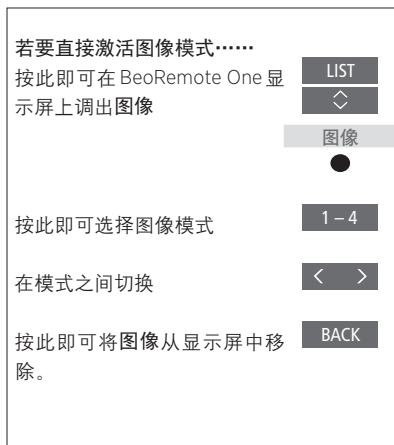 若要直接激活图像模式……
按此即可在 BeoRemote One 显
示屏上调出图像
LIST
图像
按此即可选择图像模式
1 – 4
在模式之间切换
按此即可将图像从显示屏中移
除。
BACK